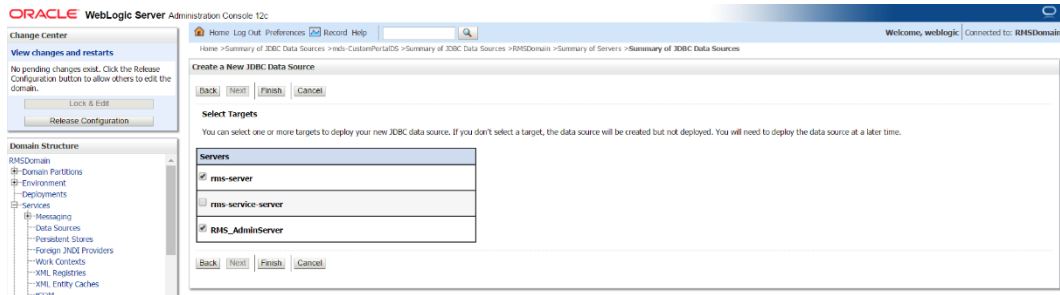 ORACLE WebLogic Server Administration Console 12c
Change Center
View changes and restarts
No pending changes exist. Click the Release
Configuration button to allow others to edit the
domain.
Lock & Edit
Release Configuration
Domain Structure
RMSDomain
Domain Partitions
Environment
Deployments
Services
Messaging
Data Sources
Persistent Stores
Foreign JNDI Providers
Work Contexts
XML Registries
XML Entity Caches
Home Log Out Preferences Record Help
Welcome, weblogic Connected to: RMSDomain
Home >Summary of JDBC Data Sources >mds-CustomPortalDS >Summary of JDBC Data Sources >RMSDomain >Summary of Servers >Summary of JDBC Data Sources
Create a New JDBC Data Source
Back Next Finish Cancel
Select Targets
You can select one or more targets to deploy your new JDBC data source. If you don't select a target, the data source will be created but not deployed. You will need to deploy the data source at a later time.
Servers
rms-server
rms-service-server
RMS_AdminServer
Back Next Finish Cancel